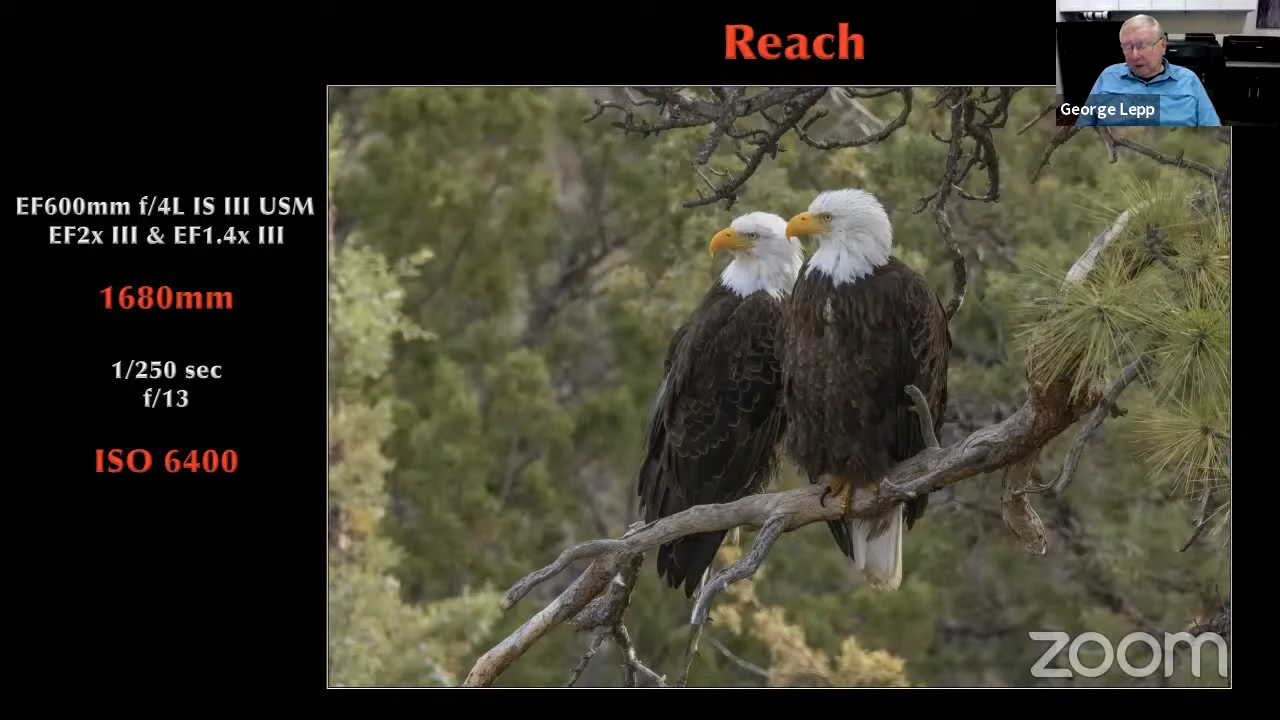 Reach
George Lepp
EF600mm f/4L IS III USM
EF2x III & EF1.4x III
1680mm
1/250 sec
f/13
ISO 6400
zoom